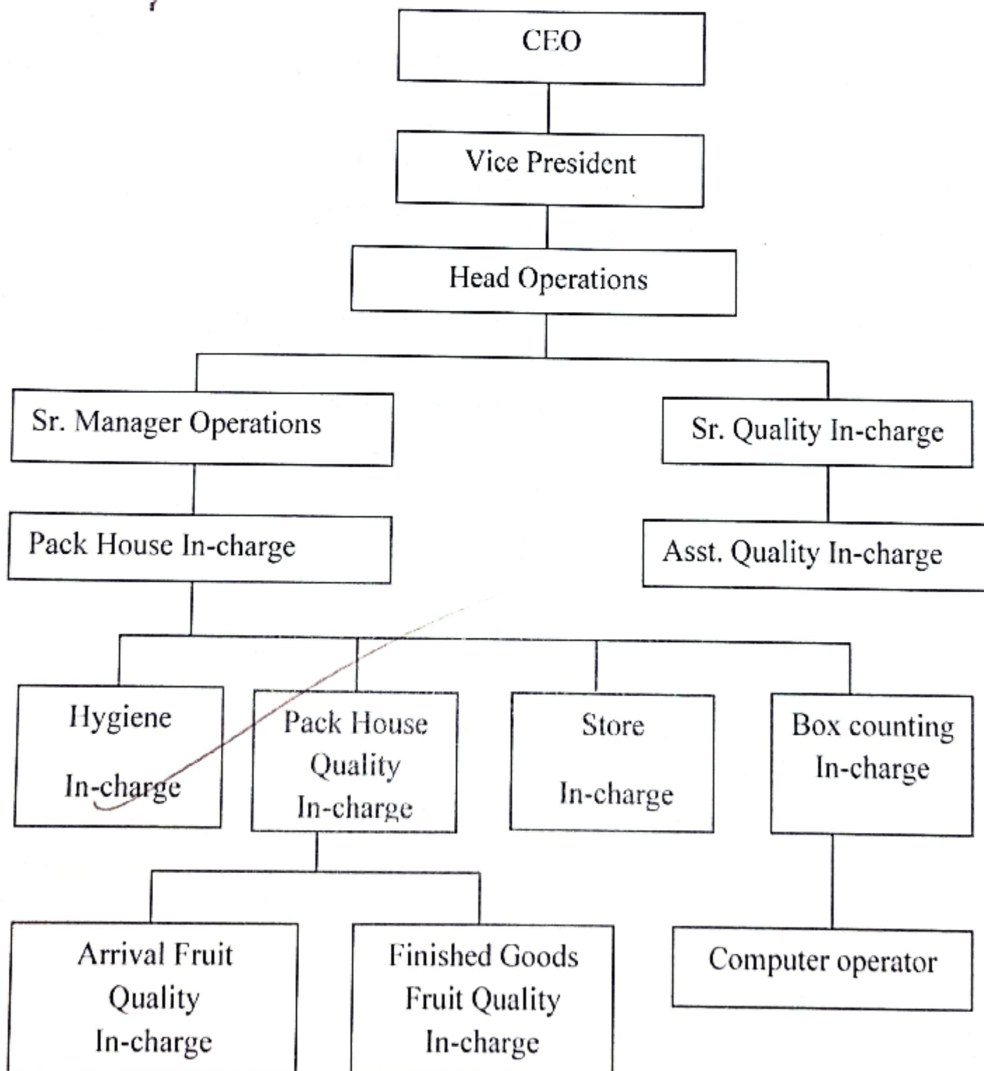 CEO
Vice President
Head Operations
Sr. Manager Operations
Sr. Quality In-charge
Pack House In-charge
Asst. Quality In-charge
Hygiene
In-charge
Pack House
Quality
In-charge
Store
In-charge
Box counting
In-charge
Arrival Fruit
Quality
In-charge
Finished Goods
Fruit Quality
In-charge
Computer operator